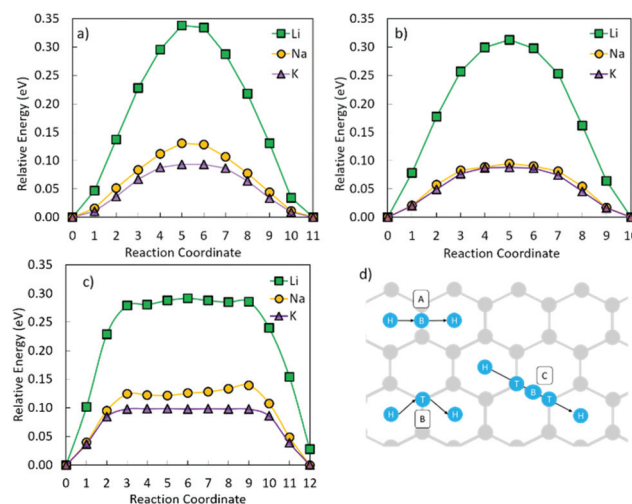 a)
Li
Na
K
Relative Energy (eV)
0.35
0.30
0.25
0.20
0.15
0.10
0.05
0.00
0 1 2 3 4 5 6 7 8 9 10 11
Reaction Coordinate
b)
Li
Na
K
Relative Energy (eV)
0.35
0.30
0.25
0.20
0.15
0.10
0.05
0.00
0 1 2 3 4 5 6 7 8 9 10
Reaction Coordinate
c)
Li
Na
K
Relative Energy (eV)
0.35
0.30
0.25
0.20
0.15
0.10
0.05
0.00
0 1 2 3 4 5 6 7 8 9 10 11 12
Reaction Coordinate
d)
A
H B H
H
C
T
B
T
T
H H
B
H